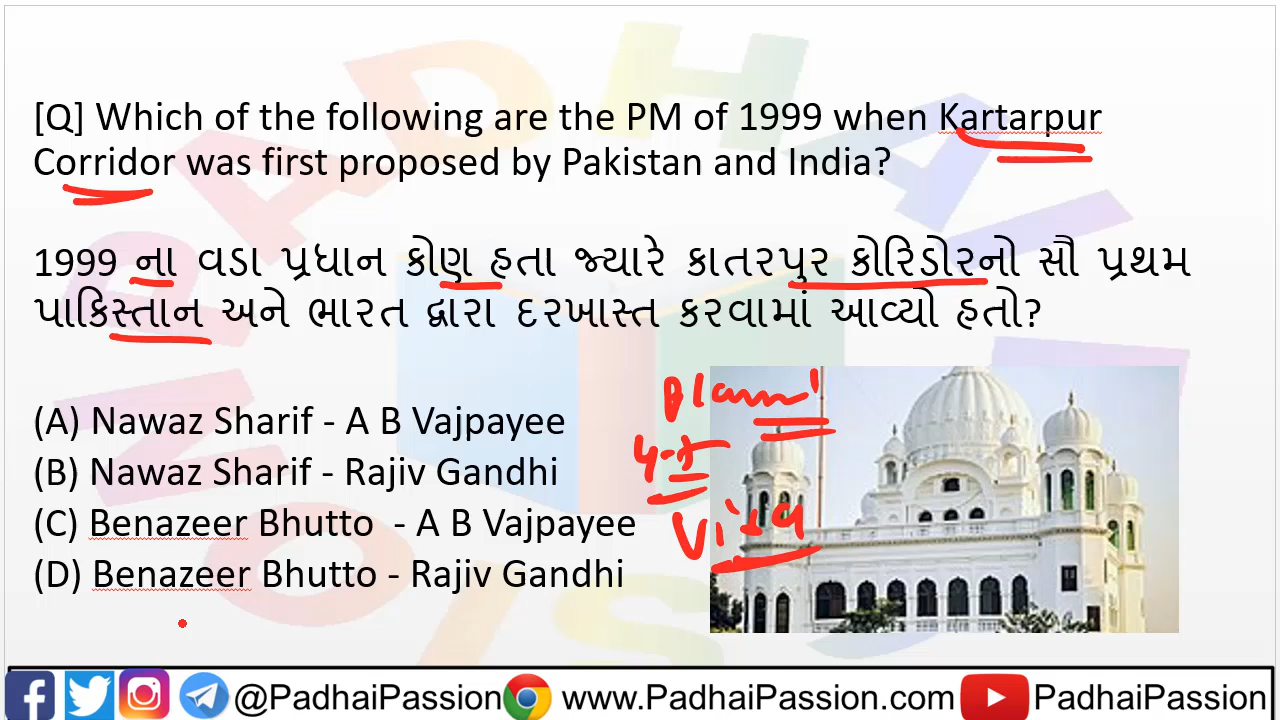 [Q] Which of the following are the PM of 1999 when Kartarpur
Corridor was first proposed by Pakistan and India?
1999 ના વડા પ્રધાન કોણ હતા જ્યારે કાતરપુર કોરિડોરનો સૌ પ્રથમ
પાકિસ્તાન અને ભારત દ્વારા દરખાસ્ત કરવામાં આવ્યો હતો?
(A) Nawaz Sharif - A B Vajpayee
(B) Nawaz Sharif - Rajiv Gandhi
(C) Benazeer Bhutto - A B Vajpayee
(D) Benazeer Bhutto - Rajiv Gandhi
Visa
@PadhaiPassion www.PadhaiPassion.com PadhaiPassion